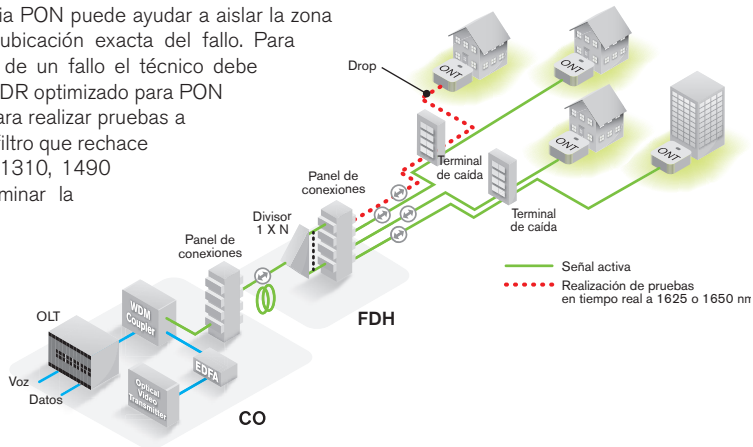 ia PON puede ayudar a aislar la zona
ubicación exacta del fallo. Para
de un fallo el técnico debe
DR optimizado para PON
ara realizar pruebas a
filtro que rechace
1310, 1490
minar la
Drop
ONT
ONT
ONT
ONT
Terminal
de caída
Terminal
de caída
Panel de
conexiones
Divisor
1 X N
Panel de
conexiones
FDH
Señal activa
Realización de pruebas
en tiempo real a 1625 o 1650 nm
OLT
WDM
Coupler
EDFA
Optical
Video
Transmitter
Voz
Datos
CO